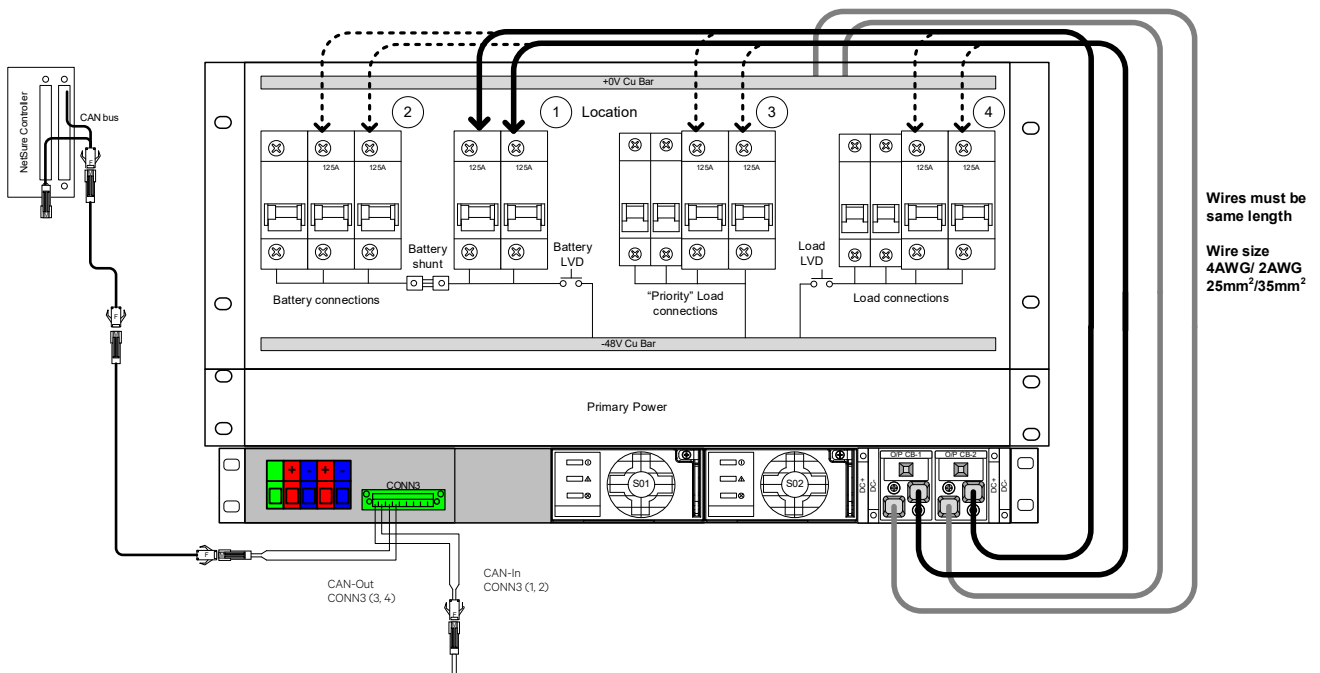 +0V Cu Bar
NetSure Controller
CAN bus
2
1
Location
3
4
125A
125A
125A
125A
125A
125A
125A
125A
Wires must be
same length
Wire size
4AWG/ 2AWG
25mm²/35mm²
Battery
shunt
Battery
LVD
Load
LVD
Battery connections
“Priority” Load
connections
Load connections
F
F
-48V Cu Bar
Primary Power
O/P CB-1
O/P CB-2
+
-
+
-
CONN3
S01
S02
DC+
DC-
DC+
DC-
F
CAN-Out
CONN3 (3, 4)
CAN-In
CONN3 (1, 2)
F